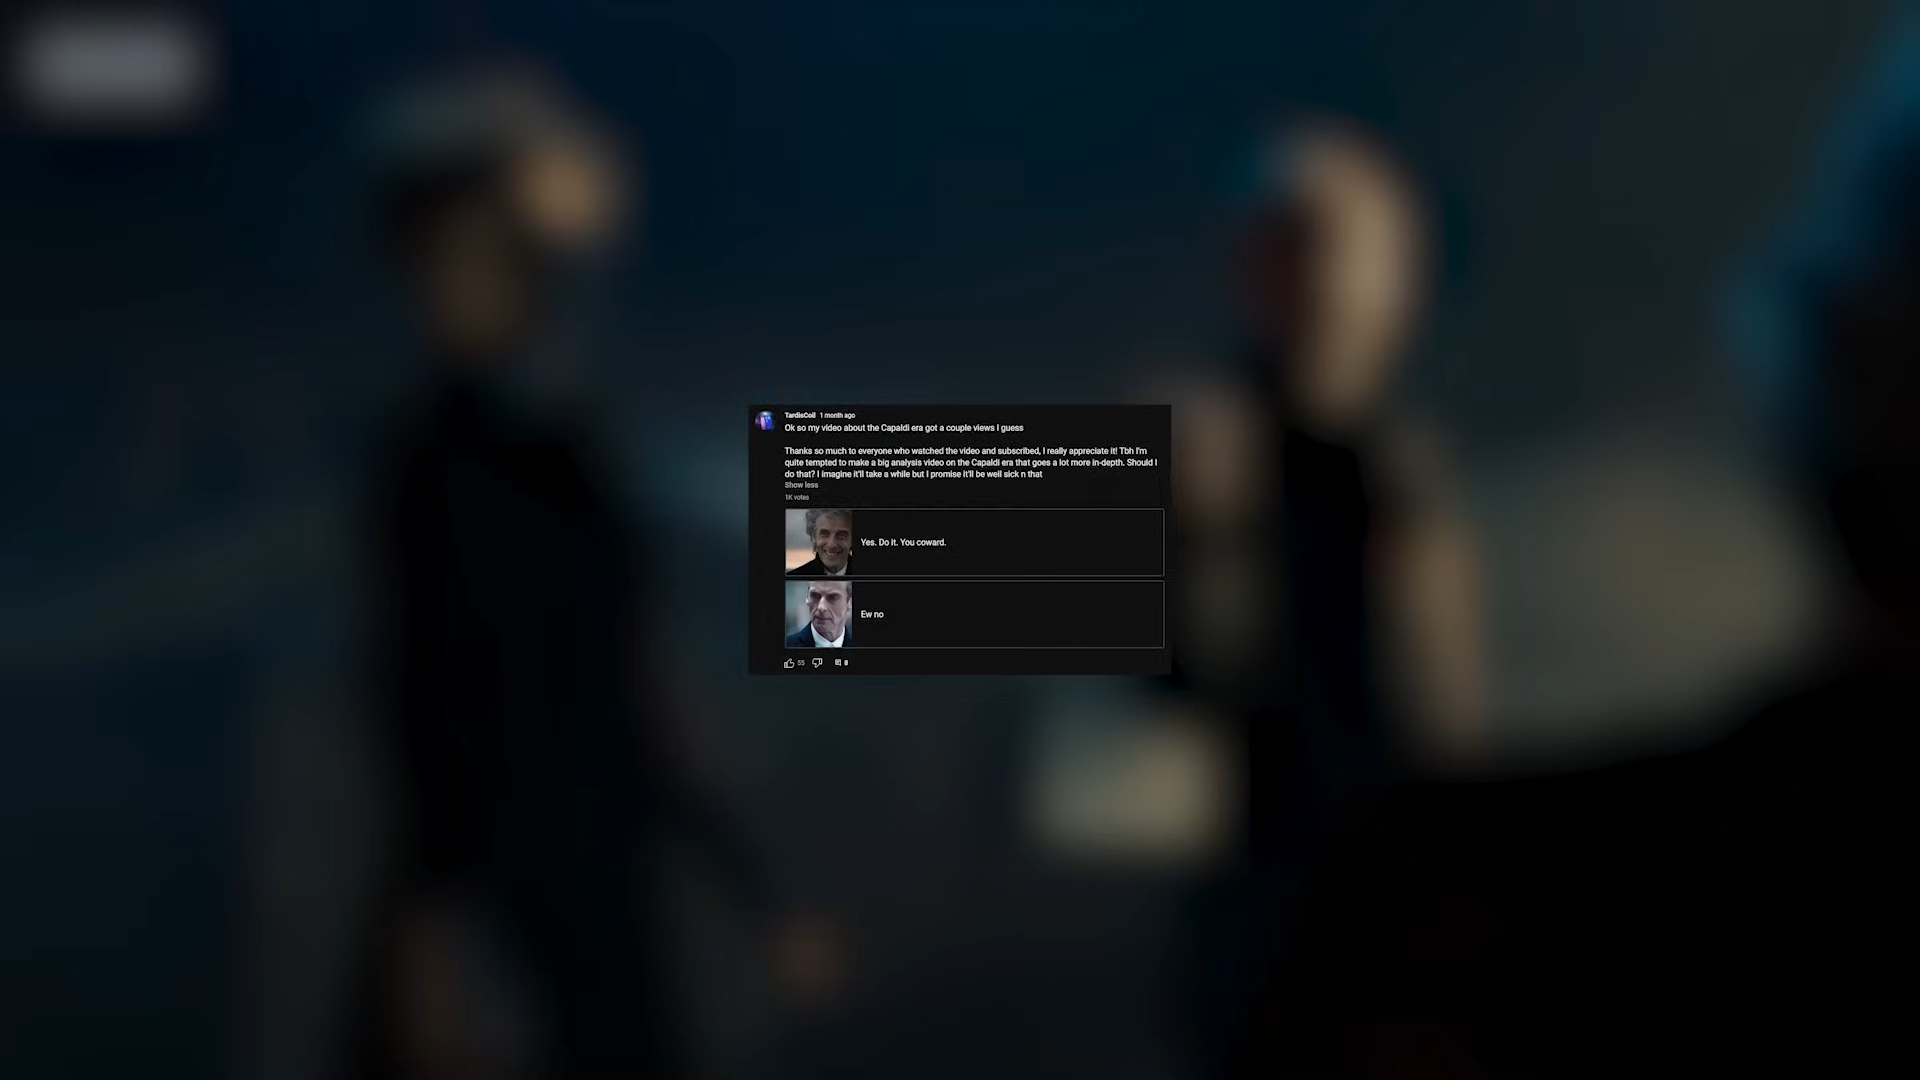 TardisCoil 1 month ago
Ok so my video about the Capaldi era got a couple views I guess
Thanks so much to everyone who watched the video and subscribed, I really appreciate it! Tbh I'm
quite tempted to make a big analysis video on the Capaldi era that goes a lot more in-depth. Should I
do that? I imagine it'll take a while but I promise it'll be well sick n that
Show less
1K votes
Yes. Do it. You coward.
Ew no
55 8